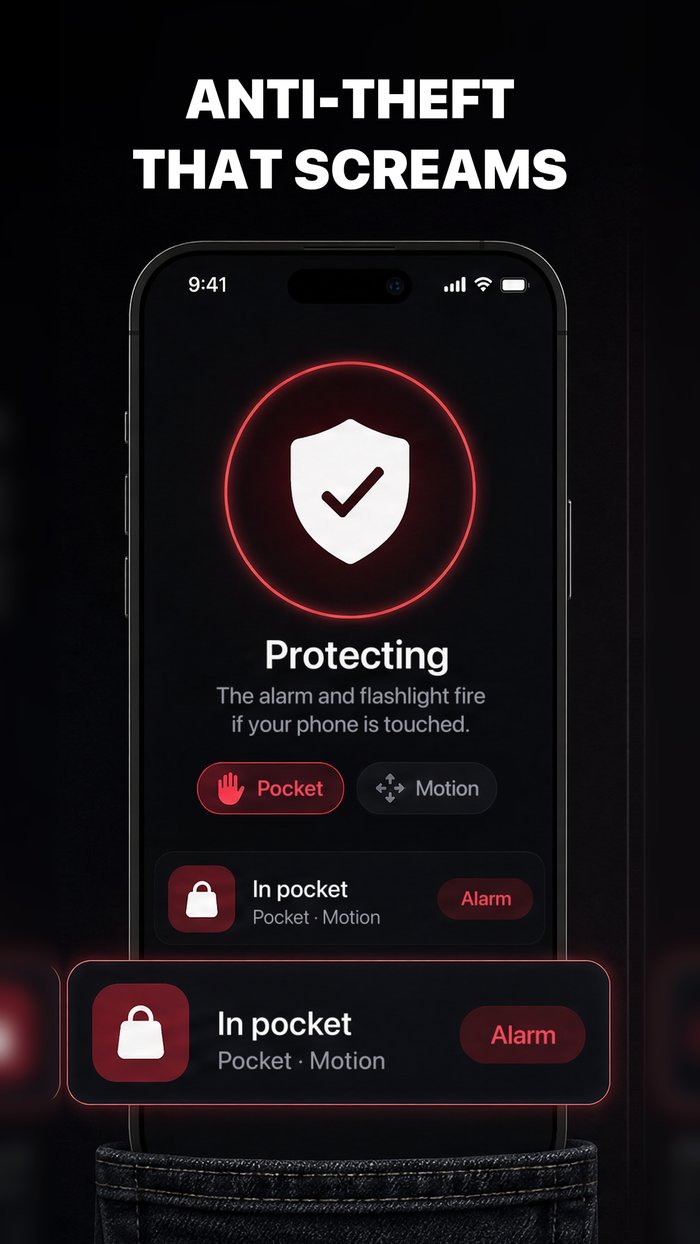 ANTI-THEFT
THAT SCREAMS
9:41
Protecting
The alarm and flashlight fire
if your phone is touched.
Pocket
Motion
In pocket
Pocket · Motion
Alarm
In pocket
Pocket · Motion
Alarm